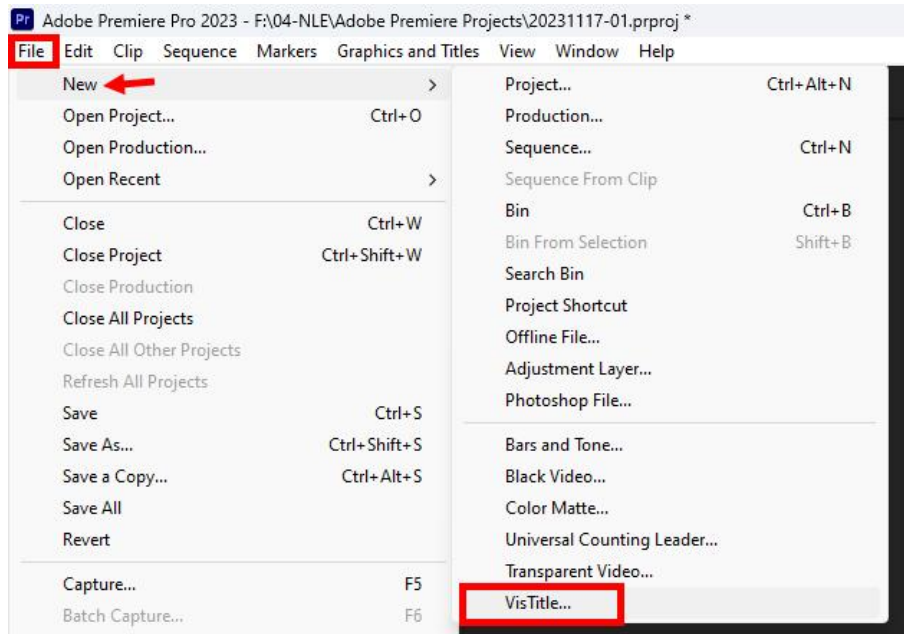 Pr Adobe Premiere Pro 2023 - F:\04-NLE\Adobe Premiere Projects\20231117-01.prproj *
File Edit Clip Sequence Markers Graphics and Titles View Window Help
New >
Open Project... Ctrl+O
Open Production...
Open Recent >
Close Ctrl+W
Close Project Ctrl+Shift+W
Close Production
Close All Projects
Close All Other Projects
Refresh All Projects
Save Ctrl+S
Save As... Ctrl+Shift+S
Save a Copy... Ctrl+Alt+S
Save All
Revert
Capture... F5
Batch Capture... F6
Project... Ctrl+Alt+N
Production...
Sequence... Ctrl+N
Sequence From Clip
Bin Ctrl+B
Bin From Selection Shift+B
Search Bin
Project Shortcut
Offline File...
Adjustment Layer...
Photoshop File...
Bars and Tone...
Black Video...
Color Matte...
Universal Counting Leader...
Transparent Video...
VisTitle...